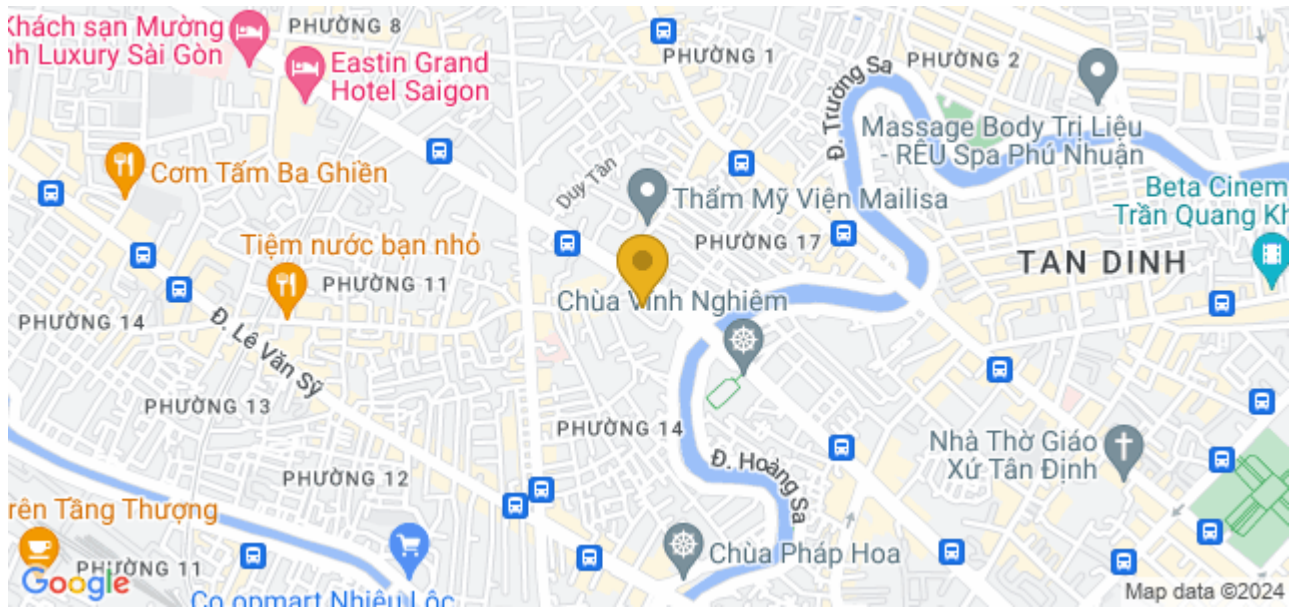 Khách sạn Mường
nh Luxury Sài Gòn
PHƯỜNG 8
Eastin Grand
Hotel Saigon
PHƯỜNG 1
PHƯỜNG 2
Đ. Trường Sa
Massage Body Trị Liệu
- RÊU Spa Phú Nhuận
Cơm Tấm Ba Ghiền
Duy Tân
Thẩm Mỹ Viện Mailisa
Beta Cinem
Trần Quang Kh
Tiệm nước bạn nhỏ
PHƯỜNG 17
TAN DINH
PHƯỜNG 11
Chùa Vĩnh Nghiêm
PHƯỜNG 14
Đ. Lê Văn Sỹ
PHƯỜNG 13
PHƯỜNG 14
Đ. Hoàng Sa
Nhà Thờ Giáo
Xứ Tân Định
PHƯỜNG 12
rên Tầng Thượng
Chùa Pháp Hoa
PHƯỜNG 11
Google
Co.opmart Nhiêu Lộc
Map data ©2024